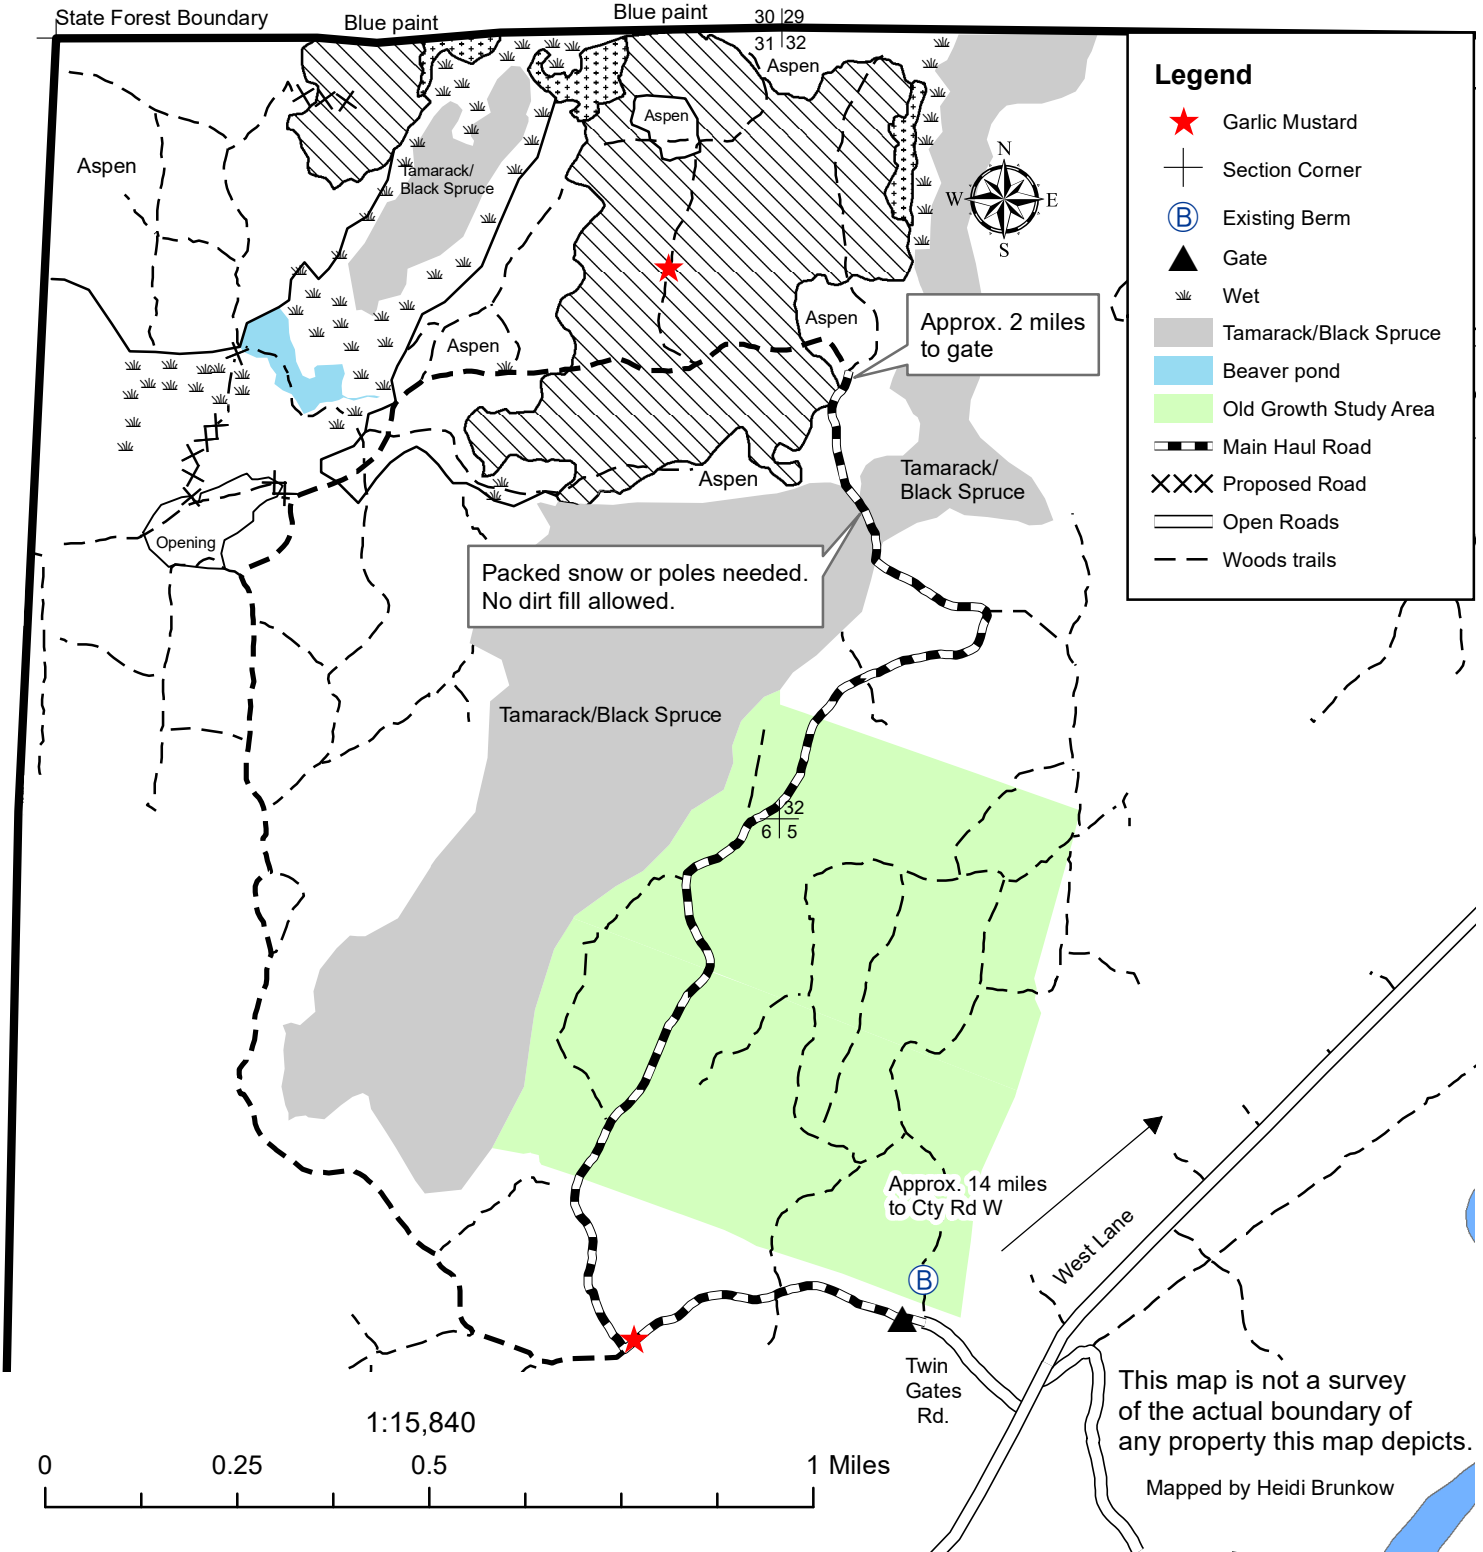 State Forest Boundary
Blue paint
Blue paint
30 29
31 32
Aspen
Aspen
Aspen
Tamarack/
Black Spruce
N
W E
S
Aspen
Aspen
Approx. 2 miles
to gate
Aspen
Tamarack/
Black Spruce
Opening
Packed snow or poles needed.
No dirt fill allowed.
Tamarack/Black Spruce
32
6 5
Approx. 14 miles
to Cty Rd W
West Lane
B
Twin
Gates
Rd.
Legend
Garlic Mustard
Section Corner
B Existing Berm
Gate
Wet
Tamarack/Black Spruce
Beaver pond
Old Growth Study Area
Main Haul Road
Proposed Road
Open Roads
Woods trails
This map is not a survey
of the actual boundary of
any property this map depicts.
Mapped by Heidi Brunkow
1:15,840
0 0.25 0.5 1 Miles